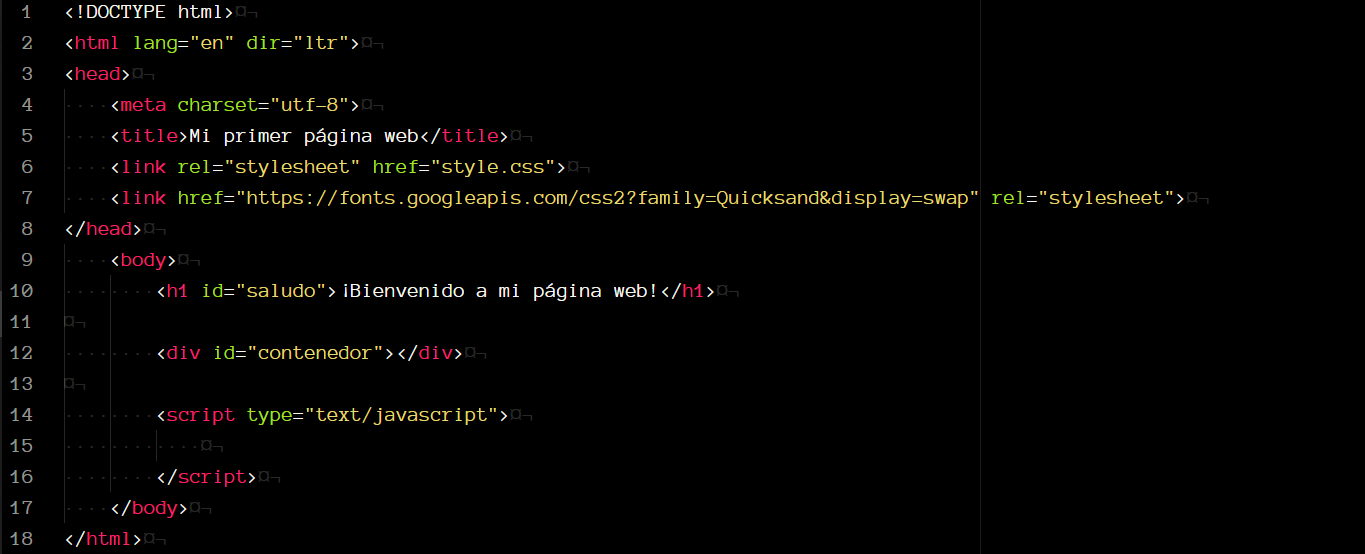 1 <!DOCTYPE html>
2 <html lang="en" dir="ltr">
3 <head>
4 <meta charset="utf-8">
5 <title>Mi primer página web</title>
6 <link rel="stylesheet" href="style.css">
7 <link href="https://fonts.googleapis.com/css2?family=Quicksand&display=swap" rel="stylesheet">
8 </head>
9 <body>
10 <h1 id="saludo">¡Bienvenido a mi página web!</h1>
11
12 <div id="contenedor"></div>
13
14 <script type="text/javascript">
15
16 </script>
17 </body>
18 </html>